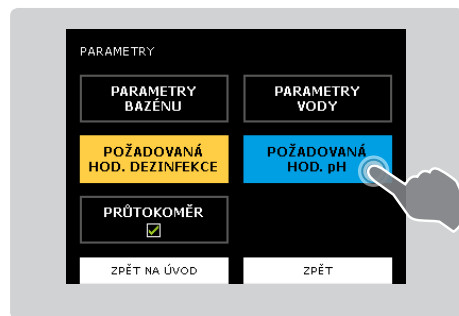 PARAMETRY
PARAMETRY
BAZÉNU
PARAMETRY
VODY
POŽADOVANÁ
HOD. DEZINFEKCE
POŽADOVANÁ
HOD. pH
PRŮTOKOMĚR
ZPĚT NA ÚVOD
ZPĚT